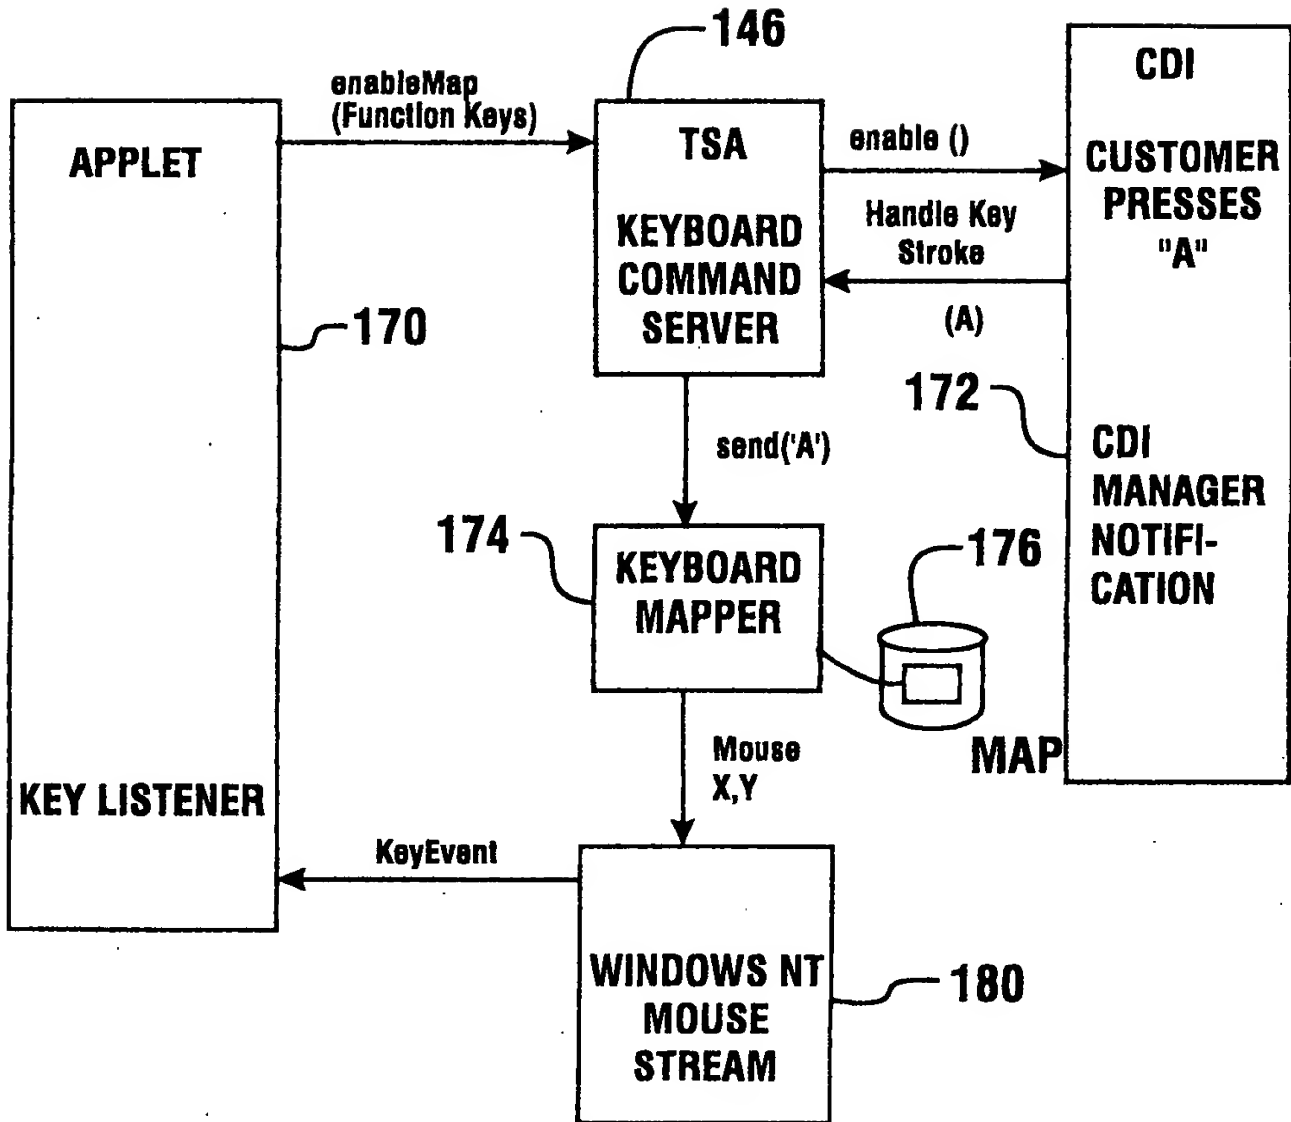 146
CDI
enableMap
(Function Keys)
APPLET
TSA
enable ()
CUSTOMER
PRESSES
"A"
Handle Key
Stroke
KEYBOARD
COMMAND
SERVER
(A)
170
172
CDI
MANAGER
NOTIFI-
CATION
send('A')
174
KEYBOARD
MAPPER
176
MAP
Mouse
X,Y
KEY LISTENER
KeyEvent
WINDOWS NT
MOUSE
STREAM
180